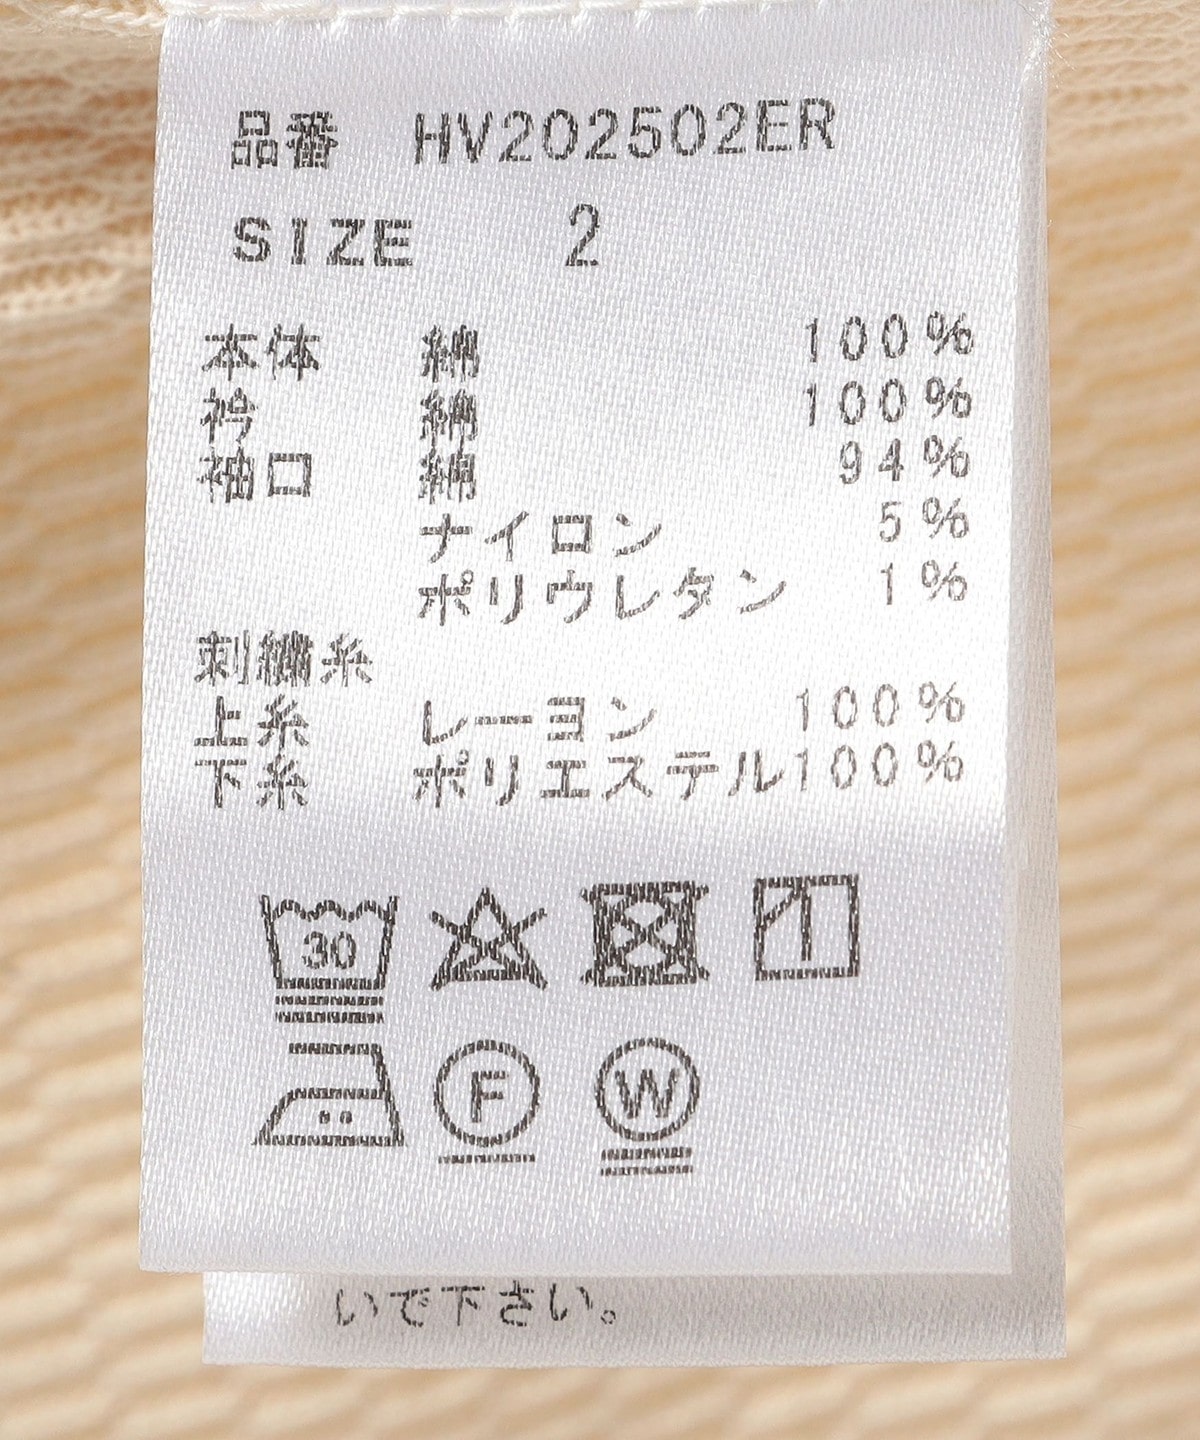 品番 HV202502ER
SIZE 2
本体 綿 100%
衿 綿 100%
袖口 綿 94%
ナイロン 5%
ポリウレタン 1%
刺繍糸
上糸 レーヨン 100%
下糸 ポリエステル100%
30
F W
いで下さい。